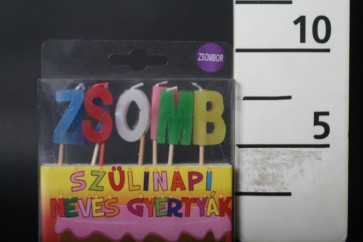 ZSOMBOR
ZSOMB
SZÜLINAPI
NEVES GYERTYÁK
10
5